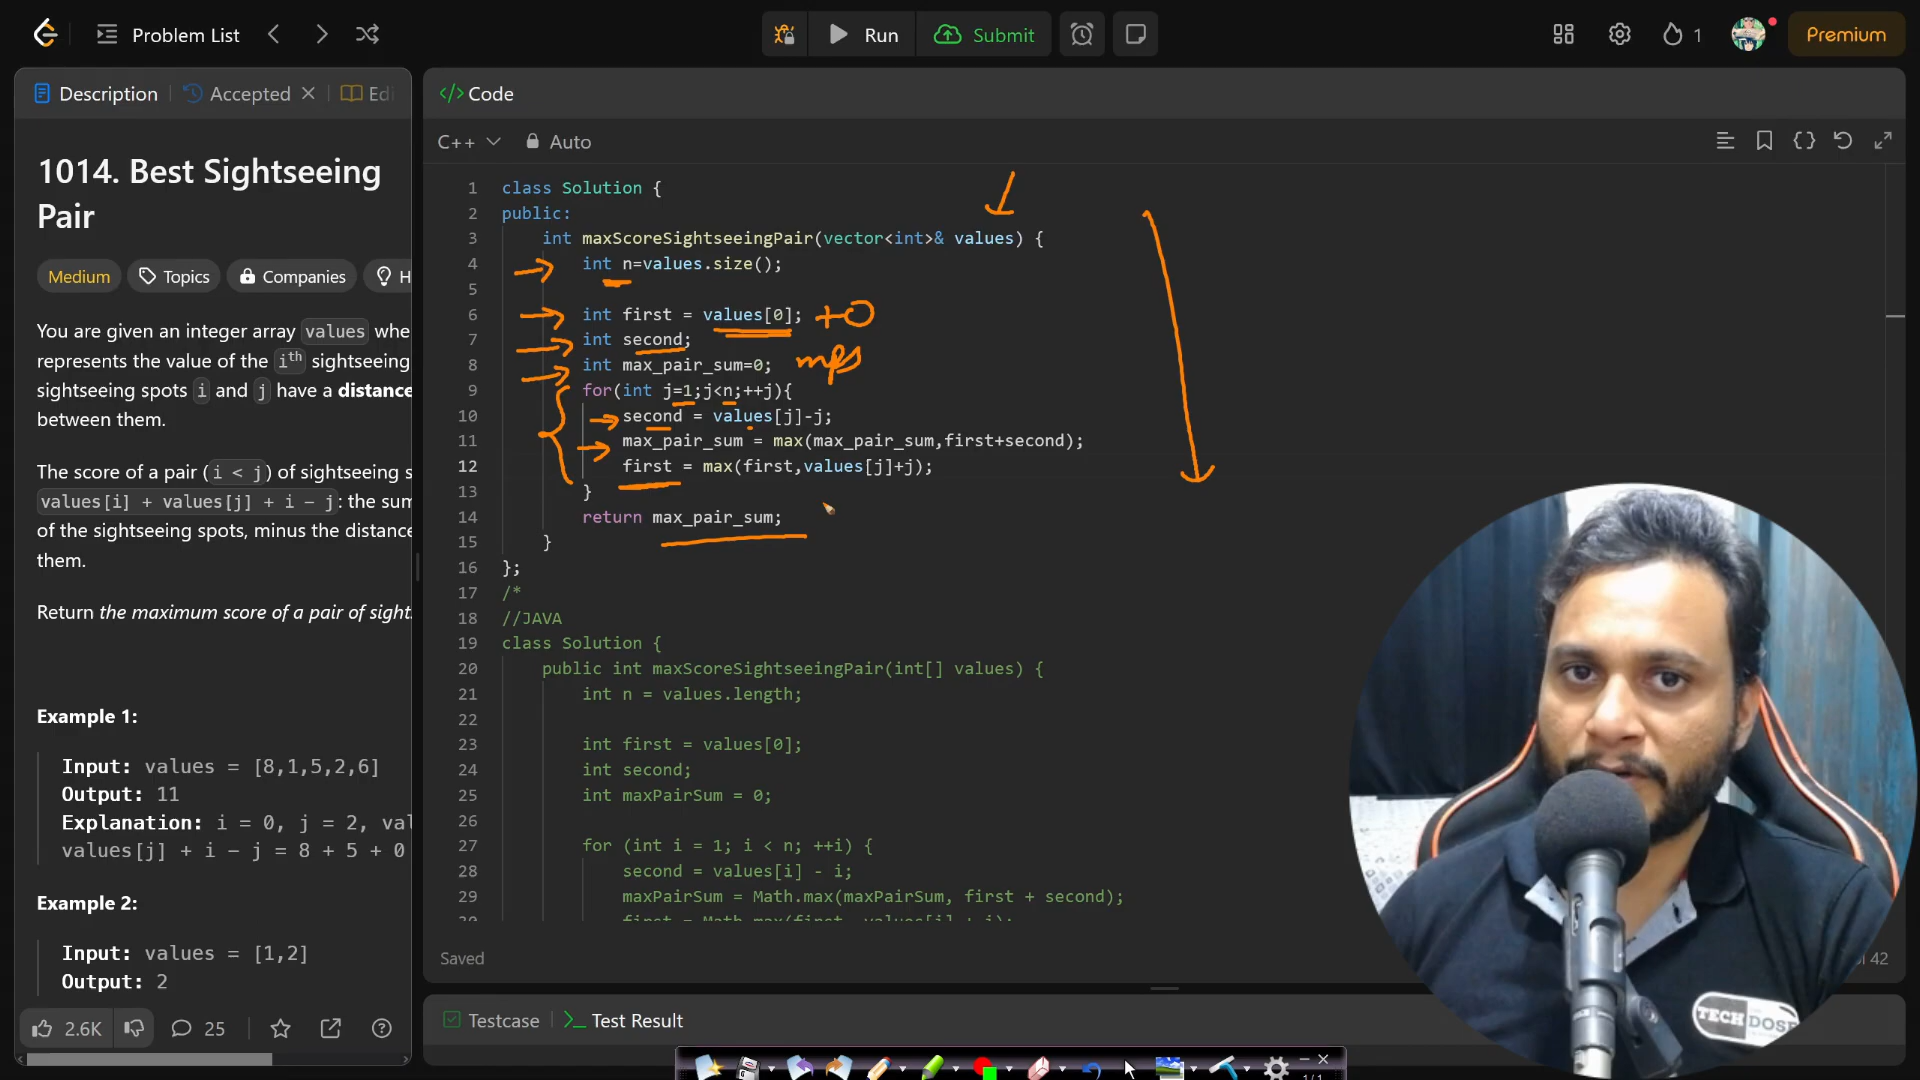 Problem List
Run
Submit
1
Premium
Description
Accepted
Edi
</> Code
C++
Auto
1014. Best Sightseeing
Pair
Medium
Topics
Companies
H
You are given an integer array values whe
represents the value of the ith sightseeing
sightseeing spots i and j have a distance
between them.
The score of a pair (i < j) of sightseeing s
values[i] + values[j] + i - j: the sum
of the sightseeing spots, minus the distance
them.
Return the maximum score of a pair of sight
Example 1:
Input: values = [8,1,5,2,6]
Output: 11
Explanation: i = 0, j = 2, val
values[j] + i - j = 8 + 5 + 0
Example 2:
Input: values = [1,2]
Output: 2
2.6K
25
1 class Solution {
2 public:
3 int maxScoreSightseeingPair(vector<int>& values) {
4 int n=values.size();
5
6 int first = values[0]; +0
7 int second;
8 int max_pair_sum=0; mps
9 for(int j=1;j<n;++j){
10 second = values[j]-j;
11 max_pair_sum = max(max_pair_sum,first+second);
12 first = max(first,values[j]+j);
13 }
14 return max_pair_sum;
15 }
16 };
17 /*
18 //JAVA
19 class Solution {
20 public int maxScoreSightseeingPair(int[] values) {
21 int n = values.length;
22
23 int first = values[0];
24 int second;
25 int maxPairSum = 0;
26
27 for (int i = 1; i < n; ++i) {
28 second = values[i] - i;
29 maxPairSum = Math.max(maxPairSum, first + second);
30 first = Math.max(first, values[i] + i);
Saved
42
Testcase
Test Result
TECH DOSE
1/1